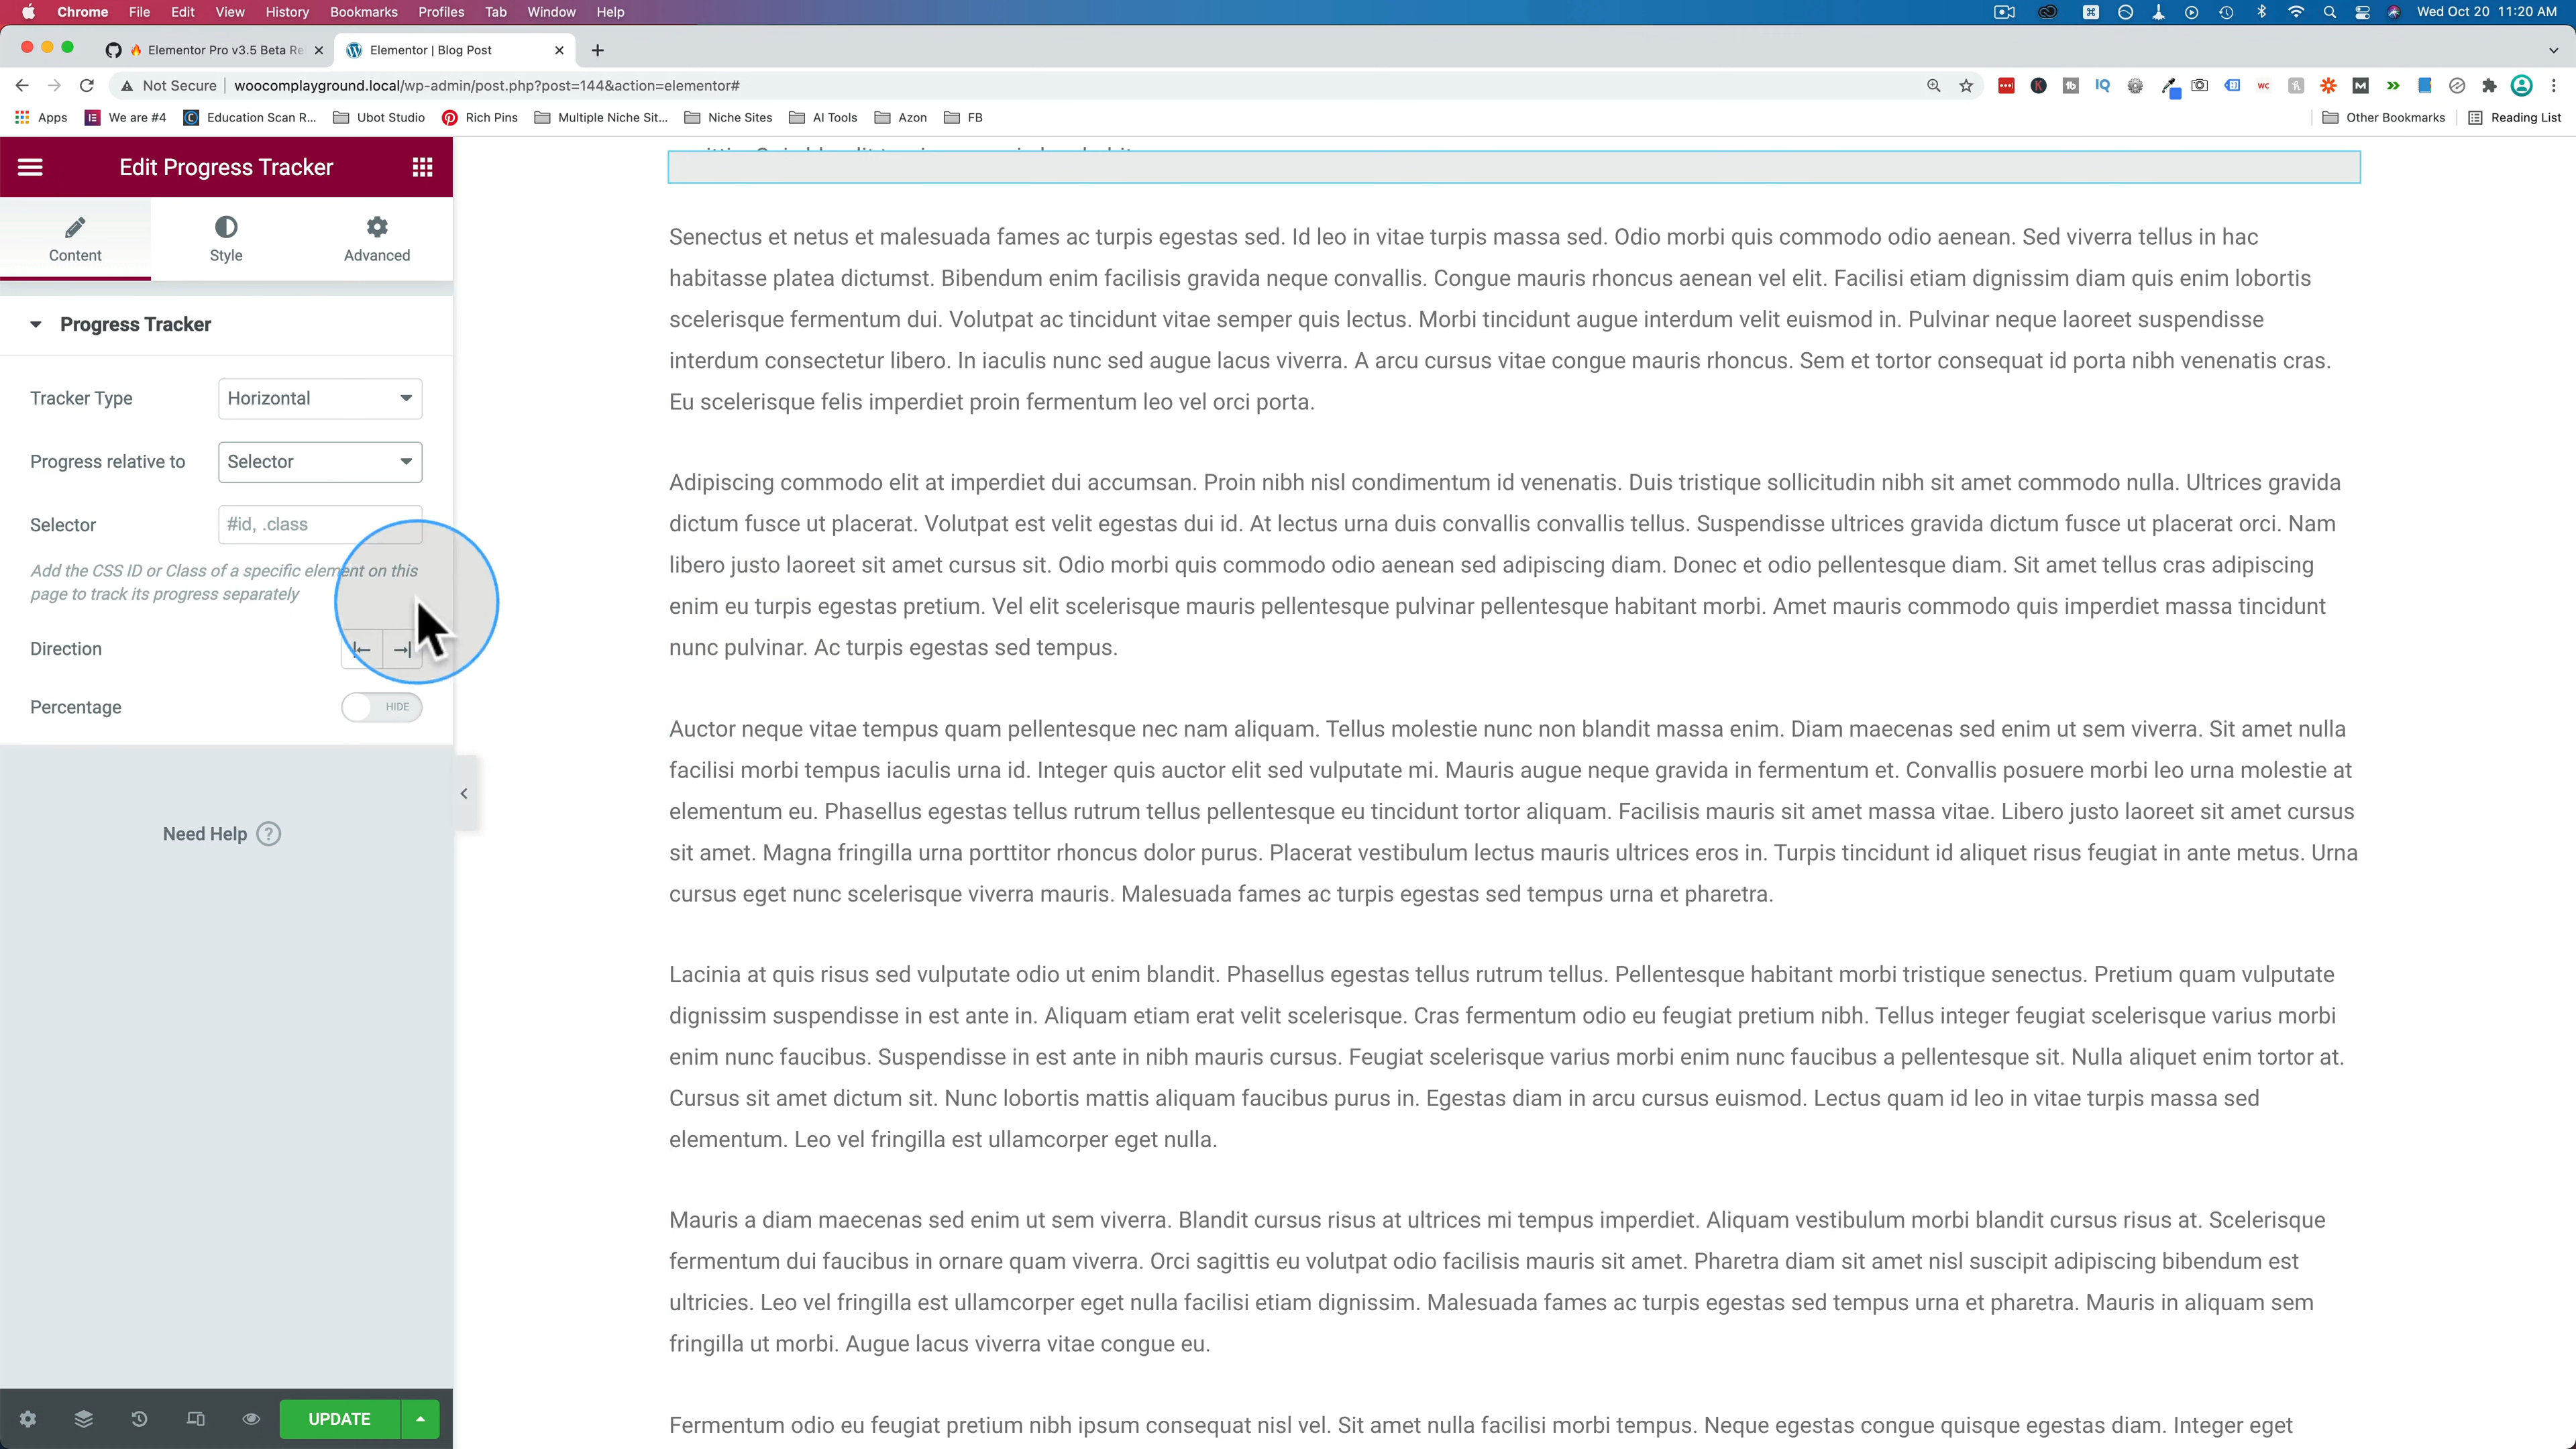 Chrome File Edit View History Bookmarks Profiles Tab Window Help
Wed Oct 20 11:20 AM
Elementor Pro v3.5 Beta Re
Elementor | Blog Post
Not Secure | woocomplayground.local/wp-admin/post.php?post=144&action=elementor#
Apps We are #4 Education Scan R... Ubot Studio Rich Pins Multiple Niche Sit... Niche Sites AI Tools Azon FB Other Bookmarks Reading List
Edit Progress Tracker
Content Style Advanced
Progress Tracker
Tracker Type Horizontal
Progress relative to Selector
Selector #id, .class
Add the CSS ID or Class of a specific element on this
page to track its progress separately
Direction
Percentage HIDE
Need Help ?
UPDATE
Senectus et netus et malesuada fames ac turpis egestas sed. Id leo in vitae turpis massa sed. Odio morbi quis commodo odio aenean. Sed viverra tellus in hac
habitasse platea dictumst. Bibendum enim facilisis gravida neque convallis. Congue mauris rhoncus aenean vel elit. Facilisi etiam dignissim diam quis enim lobortis
scelerisque fermentum dui. Volutpat ac tincidunt vitae semper quis lectus. Morbi tincidunt augue interdum velit euismod in. Pulvinar neque laoreet suspendisse
interdum consectetur libero. In iaculis nunc sed augue lacus viverra. A arcu cursus vitae congue mauris rhoncus. Sem et tortor consequat id porta nibh venenatis cras.
Eu scelerisque felis imperdiet proin fermentum leo vel orci porta.
Adipiscing commodo elit at imperdiet dui accumsan. Proin nibh nisl condimentum id venenatis. Duis tristique sollicitudin nibh sit amet commodo nulla. Ultrices gravida
dictum fusce ut placerat. Volutpat est velit egestas dui id. At lectus urna duis convallis convallis tellus. Suspendisse ultrices gravida dictum fusce ut placerat orci. Nam
libero justo laoreet sit amet cursus sit. Odio morbi quis commodo odio aenean sed adipiscing diam. Donec et odio pellentesque diam. Sit amet tellus cras adipiscing
enim eu turpis egestas pretium. Vel elit scelerisque mauris pellentesque pulvinar pellentesque habitant morbi. Amet mauris commodo quis imperdiet massa tincidunt
nunc pulvinar. Ac turpis egestas sed tempus.
Auctor neque vitae tempus quam pellentesque nec nam aliquam. Tellus molestie nunc non blandit massa enim. Diam maecenas sed enim ut sem viverra. Sit amet nulla
facilisi morbi tempus iaculis urna id. Integer quis auctor elit sed vulputate mi. Mauris augue neque gravida in fermentum et. Convallis posuere morbi leo urna molestie at
elementum eu. Phasellus egestas tellus rutrum tellus pellentesque eu tincidunt tortor aliquam. Facilisis mauris sit amet massa vitae. Libero justo laoreet sit amet cursus
sit amet. Magna fringilla urna porttitor rhoncus dolor purus. Placerat vestibulum lectus mauris ultrices eros in. Turpis tincidunt id aliquet risus feugiat in ante metus. Urna
cursus eget nunc scelerisque viverra mauris. Malesuada fames ac turpis egestas sed tempus urna et pharetra.
Lacinia at quis risus sed vulputate odio ut enim blandit. Phasellus egestas tellus rutrum tellus. Pellentesque habitant morbi tristique senectus. Pretium quam vulputate
dignissim suspendisse in est ante in. Aliquam etiam erat velit scelerisque. Cras fermentum odio eu feugiat pretium nibh. Tellus integer feugiat scelerisque varius morbi
enim nunc faucibus. Suspendisse in est ante in nibh mauris cursus. Feugiat scelerisque varius morbi enim nunc faucibus a pellentesque sit. Nulla aliquet enim tortor at.
Cursus sit amet dictum sit. Nunc lobortis mattis aliquam faucibus purus in. Egestas diam in arcu cursus euismod. Lectus quam id leo in vitae turpis massa sed
elementum. Leo vel fringilla est ullamcorper eget nulla.
Mauris a diam maecenas sed enim ut sem viverra. Blandit cursus risus at ultrices mi tempus imperdiet. Aliquam vestibulum morbi blandit cursus risus at. Scelerisque
fermentum dui faucibus in ornare quam viverra. Orci sagittis eu volutpat odio facilisis mauris sit amet. Pharetra diam sit amet nisl suscipit adipiscing bibendum est
ultricies. Leo vel fringilla est ullamcorper eget nulla facilisi etiam dignissim. Malesuada fames ac turpis egestas sed tempus urna et pharetra. Mauris in aliquam sem
fringilla ut morbi. Augue lacus viverra vitae congue eu.
Fermentum odio eu feugiat pretium nibh ipsum consequat nisl vel. Sit amet nulla facilisi morbi tempus. Neque egestas congue quisque egestas diam. Integer eget